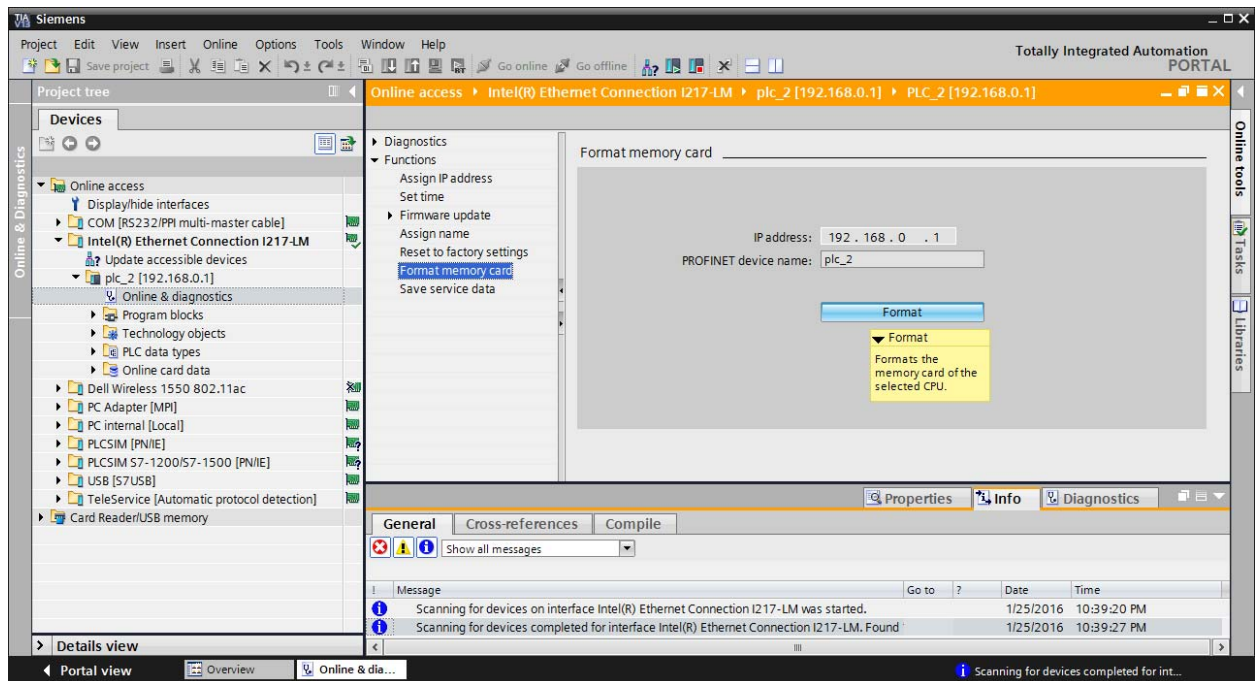 Siemens
Project Edit View Insert Online Options Tools Window Help
Save project Go online Go offline
Totally Integrated Automation
PORTAL
Project tree
Online access Intel(R) Ethernet Connection I217-LM plc_2 [192.168.0.1] PLC_2 [192.168.0.1]
Devices
Online & Diagnostics
Online access
Display/hide interfaces
COM [RS232/PPI multi-master cable]
Intel(R) Ethernet Connection I217-LM
Update accessible devices
plc_2 [192.168.0.1]
Online & diagnostics
Program blocks
Technology objects
PLC data types
Online card data
Dell Wireless 1550 802.11ac
PC Adapter [MPI]
PC internal [Local]
PLCSIM [PN/IE]
PLCSIM S7-1200/S7-1500 [PN/IE]
USB [S7USB]
TeleService [Automatic protocol detection]
Card Reader/USB memory
Details view
Diagnostics
Functions
Assign IP address
Set time
Firmware update
Assign name
Reset to factory settings
Format memory card
Save service data
Format memory card
IP address: 192 . 168 . 0 . 1
PROFINET device name: plc_2
Format
Format
Formats the
memory card of the
selected CPU.
Online tools
Tasks
Libraries
Properties Info Diagnostics
General Cross-references Compile
Show all messages
! Message Go to ? Date Time
Scanning for devices on interface Intel(R) Ethernet Connection I217-LM was started. 1/25/2016 10:39:20 PM
Scanning for devices completed for interface Intel(R) Ethernet Connection I217-LM. Found 1/25/2016 10:39:27 PM
Portal view Overview Online & dia... Scanning for devices completed for int...